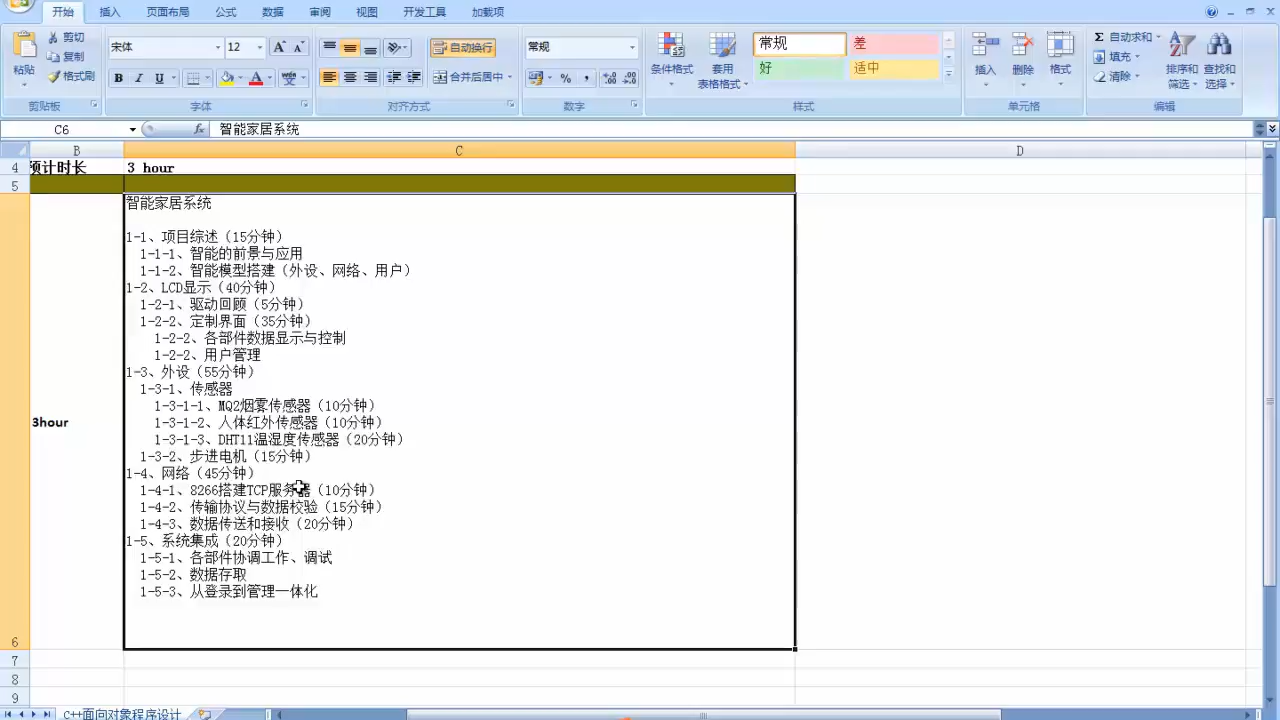 开始 插入 页面布局 公式 数据 审阅 视图 开发工具 加载项
剪切
复制
格式刷
粘贴
剪贴板
宋体 12
B I U
字体
自动换行
合并后居中
对齐方式
常规
%
数字
条件格式
套用
表格格式
常规 差
好 适中
样式
插入 删除 格式
单元格
Σ 自动求和
填充
清除
排序和
筛选
查找和
选择
编辑
C6 fx 智能家居系统
B C D
4 预计时长 3 hour
5
智能家居系统
1-1、项目综述（15分钟）
1-1-1、智能的前景与应用
1-1-2、智能模型搭建（外设、网络、用户）
1-2、LCD显示（40分钟）
1-2-1、驱动回顾（5分钟）
1-2-2、定制界面（35分钟）
1-2-2、各部件数据显示与控制
1-2-2、用户管理
1-3、外设（55分钟）
1-3-1、传感器
1-3-1-1、MQ2烟雾传感器（10分钟）
1-3-1-2、人体红外传感器（10分钟）
3hour
1-3-1-3、DHT11温湿度传感器（20分钟）
1-3-2、步进电机（15分钟）
1-4、网络（45分钟）
1-4-1、8266搭建TCP服务器（10分钟）
1-4-2、传输协议与数据校验（15分钟）
1-4-3、数据传送和接收（20分钟）
1-5、系统集成（20分钟）
1-5-1、各部件协调工作、调试
1-5-2、数据存取
1-5-3、从登录到管理一体化
6
7
8
9
C++面向对象程序设计